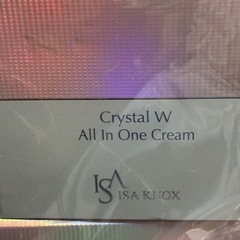 Crystal W
All In One Cream
ISA
ISA KNOX